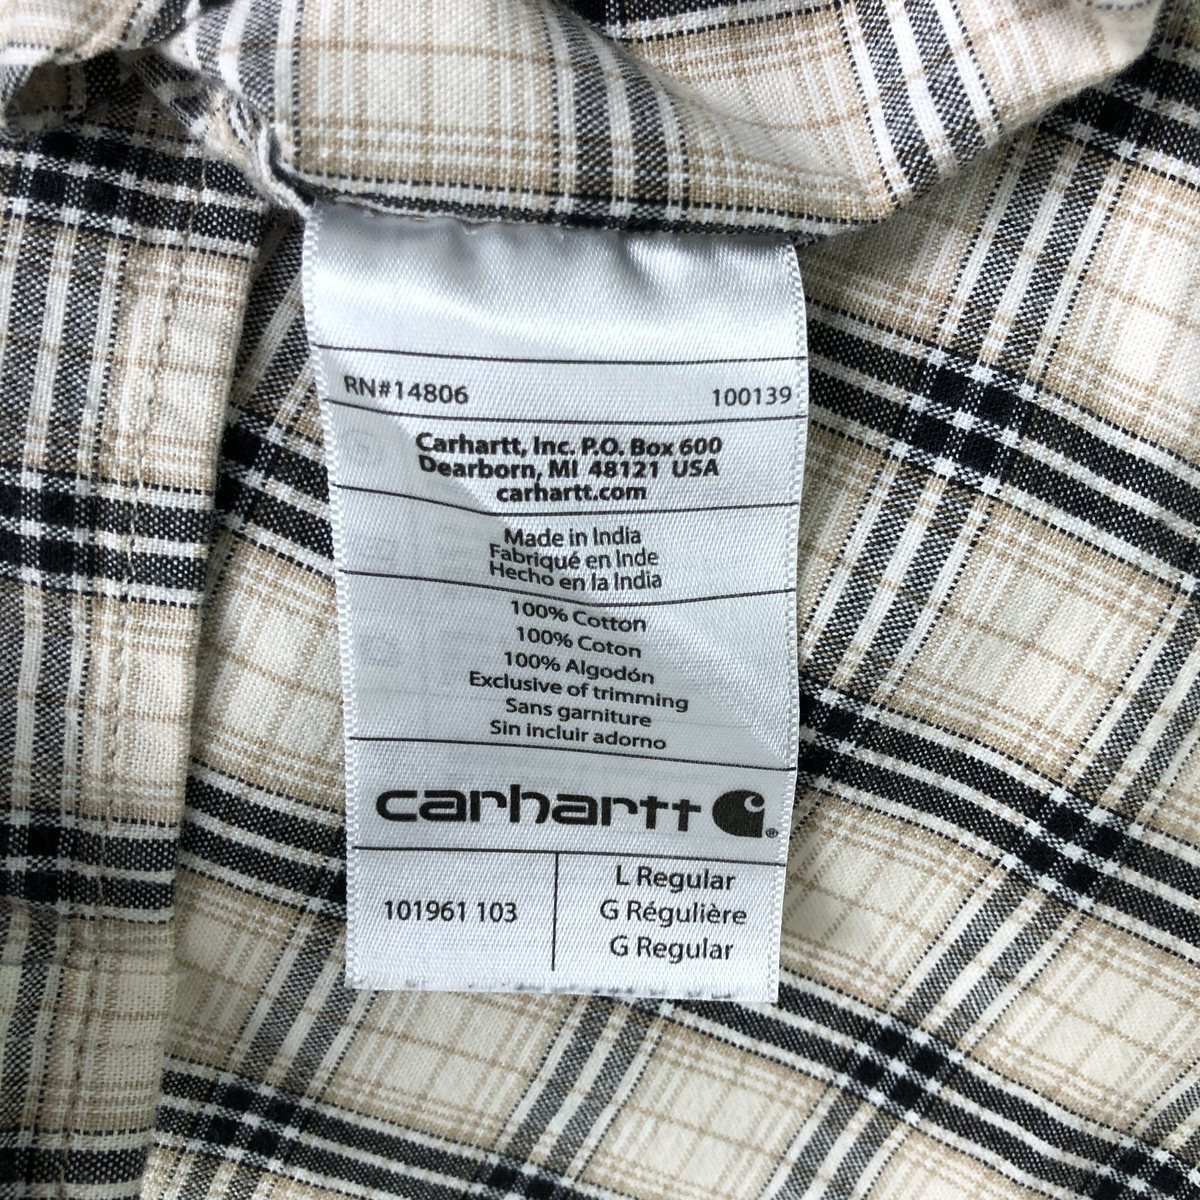 RN#14806 100139
Carhartt, Inc. P.O. Box 600
Dearborn, MI 48121 USA
carhartt.com
Made in India
Fabriqué en Inde
Hecho en la India
100% Cotton
100% Coton
100% Algodón
Exclusive of trimming
Sans garniture
Sin incluir adorno
carhartt ®
101961 103
L Regular
G Régulière
G Regular